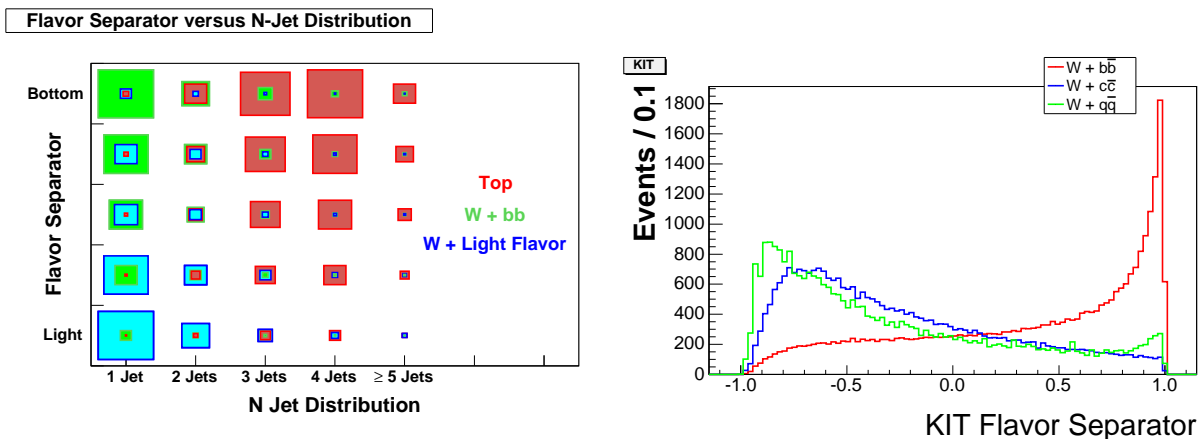 Flavor Separator versus N-Jet Distribution
Bottom
Flavor Separator
Light
Top
W + bb
W + Light Flavor
1 Jet 2 Jets 3 Jets 4 Jets ≥ 5 Jets
N Jet Distribution
KIT
W + bb̅
W + cc̅
W + qq̅
Events / 0.1
1800
1600
1400
1200
1000
800
600
400
200
0
-1.0 -0.5 0.0 0.5 1.0
KIT Flavor Separator